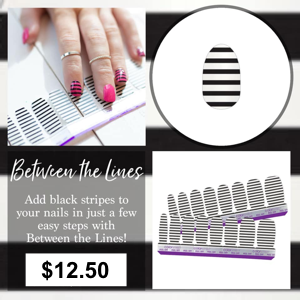 Between the Lines
Add black stripes to
your nails in just a few
easy steps with
Between the Lines!
$12.50